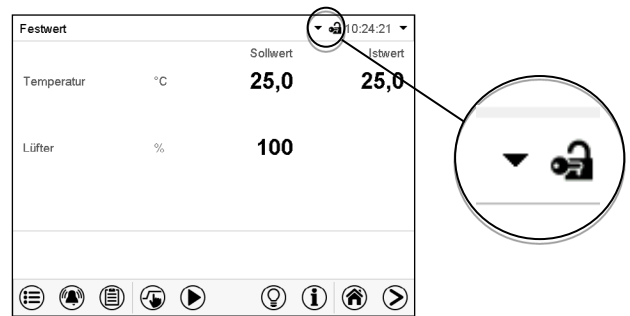 Festwert 10:24:21
Sollwert Istwert
Temperatur °C 25,0 25,0
Lüfter % 100